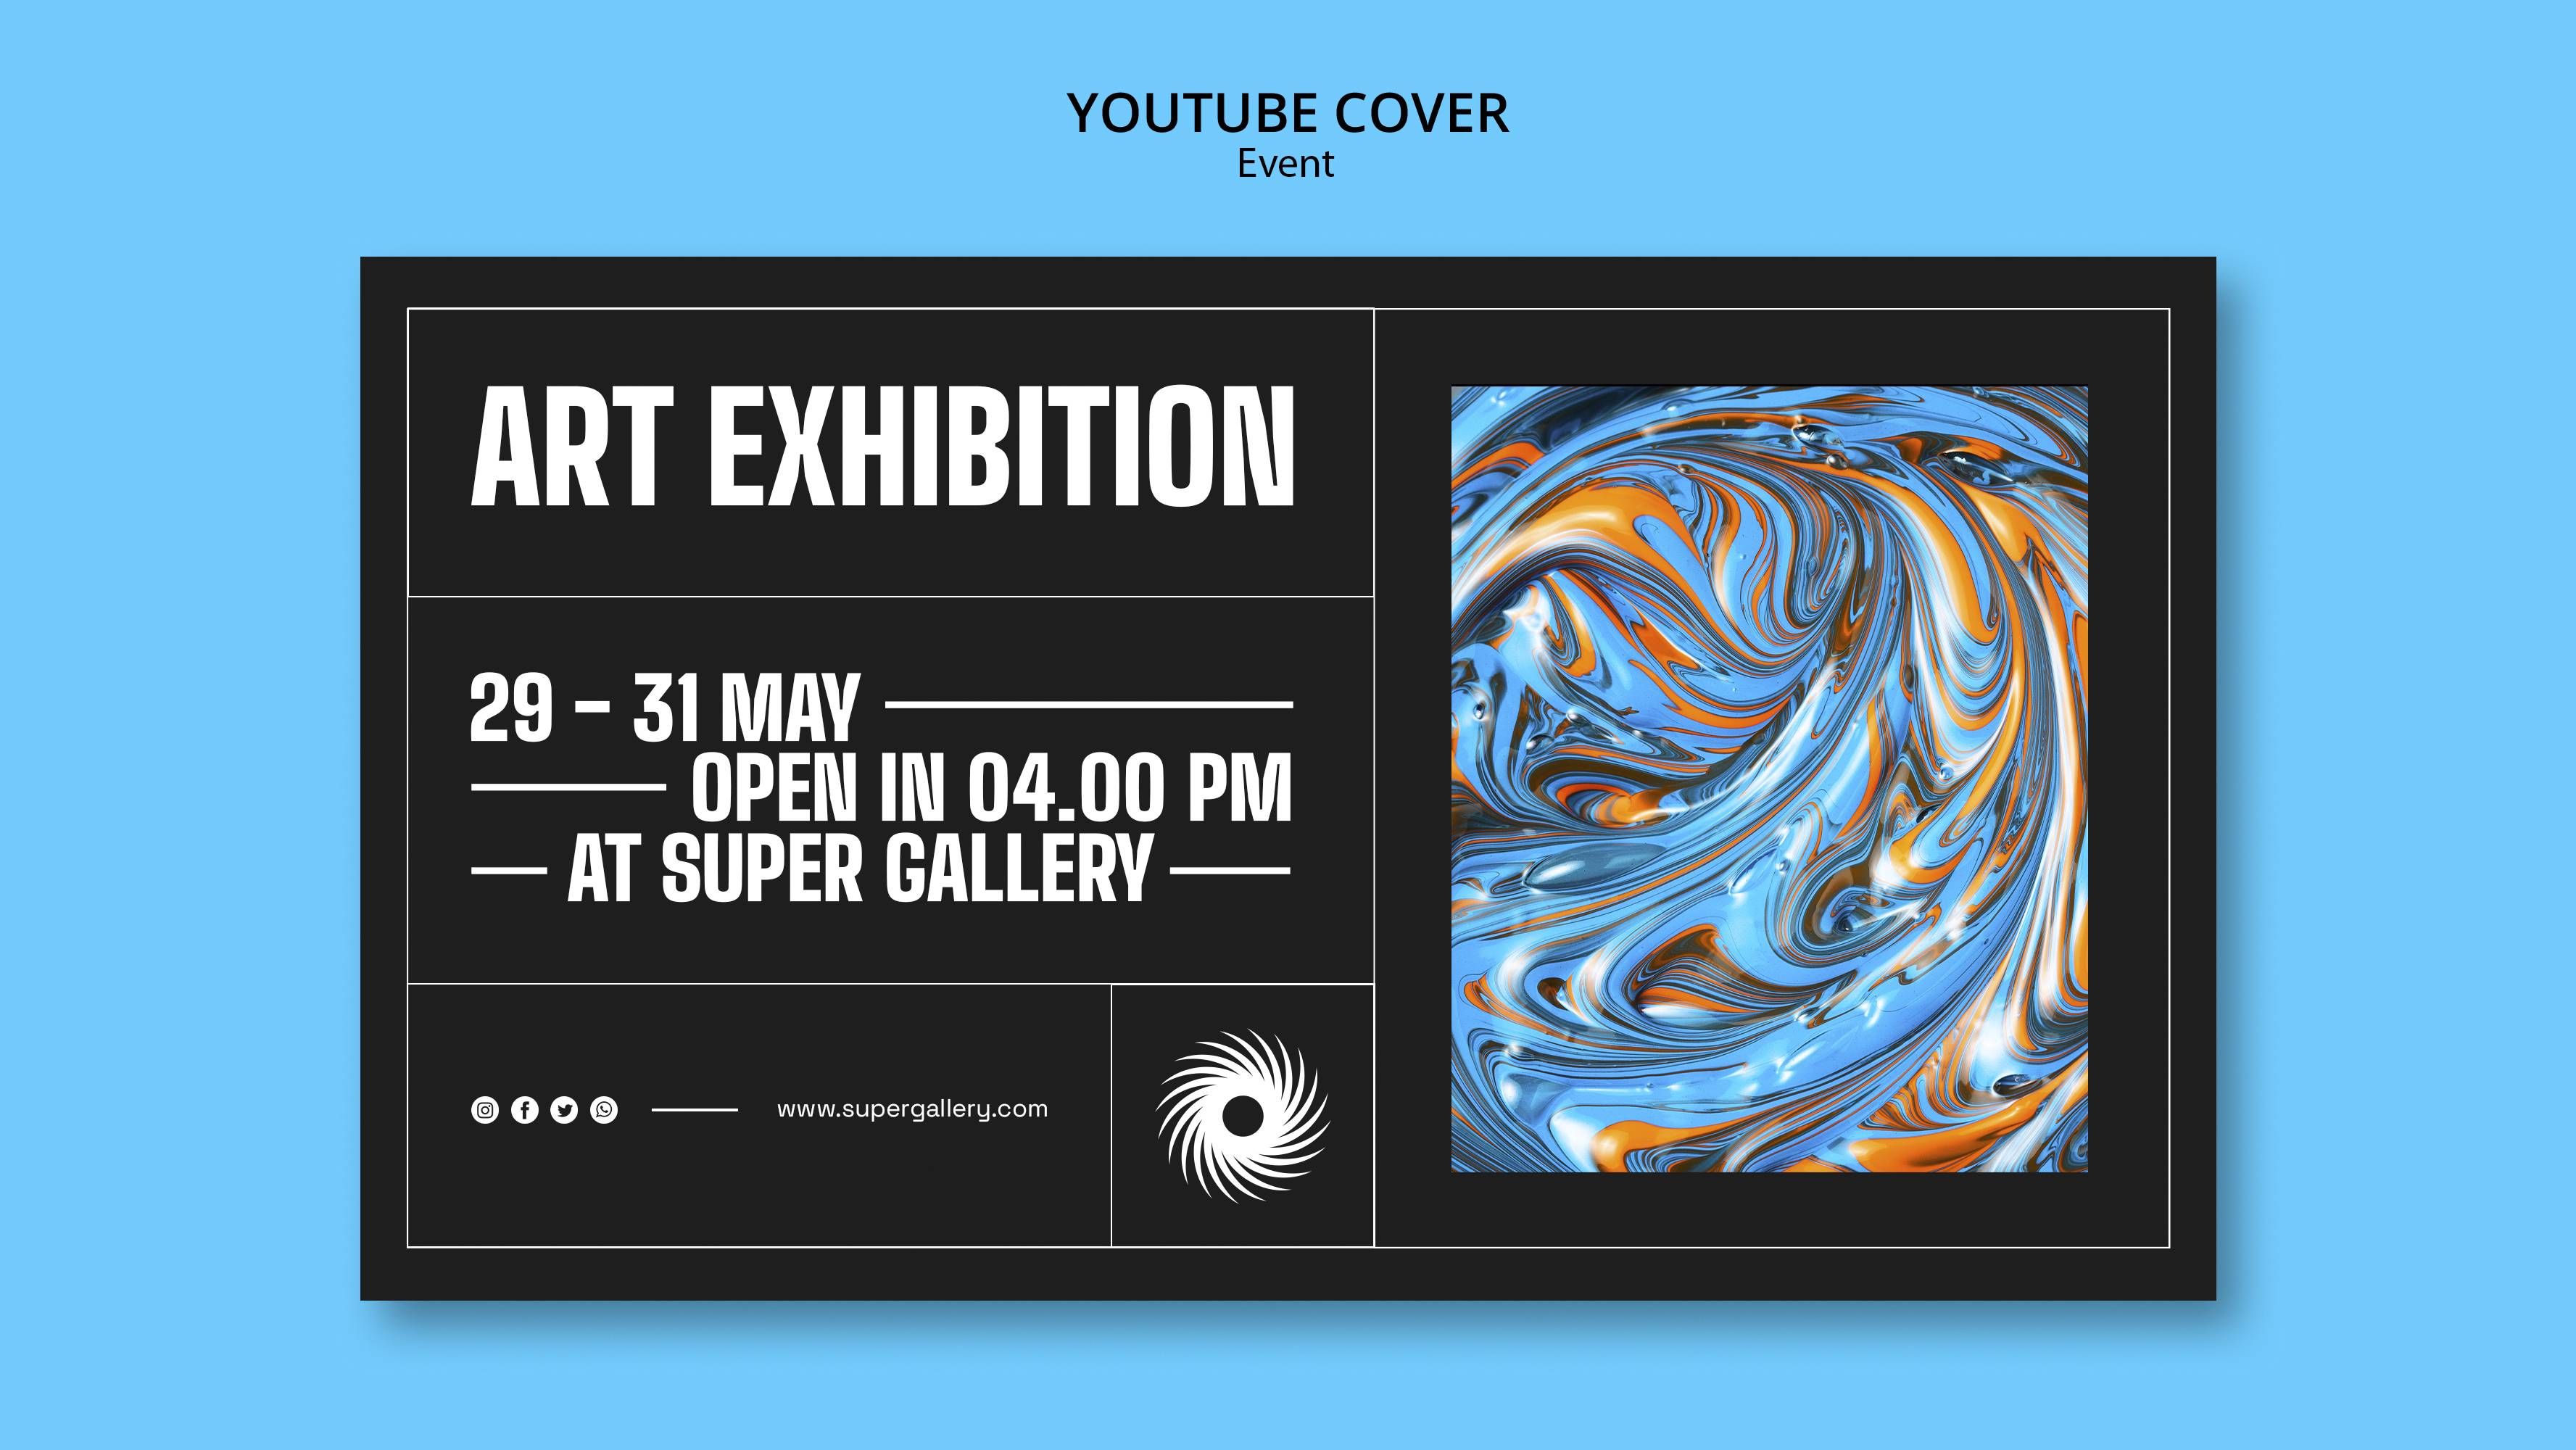 YOUTUBE COVER
Event
ART EXHIBITION
29 – 31 MAY
OPEN IN 04.00 PM
AT SUPER GALLERY
www.supergallery.com